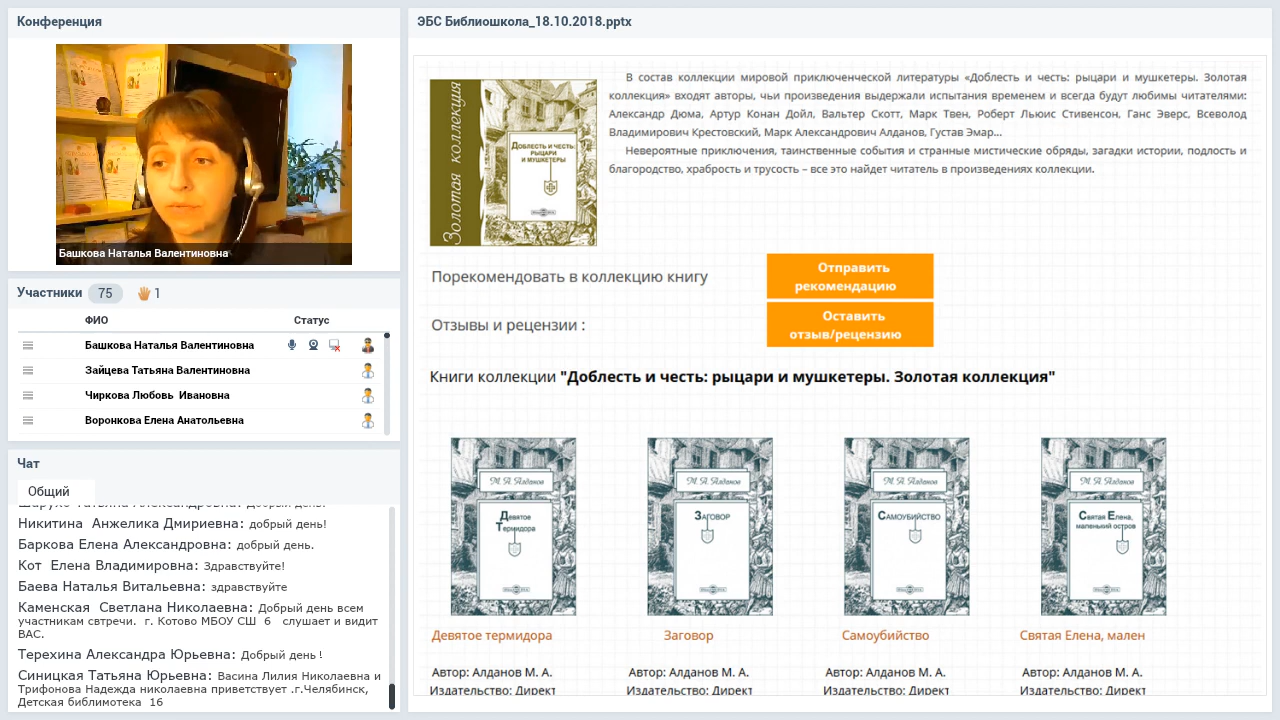 Конференция
Башкова Наталья Валентиновна
Участники 75 1
ФИО Статус
Башкова Наталья Валентиновна
Зайцева Татьяна Валентиновна
Чиркова Любовь Ивановна
Воронкова Елена Анатольевна
Чат
Общий
Никитина Анжелика Дмириевна: добрый день!
Баркова Елена Александровна: добрый день.
Кот Елена Владимировна: Здравствуйте!
Баева Наталья Витальевна: здравствуйте
Каменская Светлана Николаевна: Добрый день всем
участникам свтречи. г. Котово МБОУ СШ 6 слушает и видит
ВАС.
Терехина Александра Юрьевна: Добрый день !
Синицкая Татьяна Юрьевна: Васина Лилия Николаевна и
Трифонова Надежда николаевна приветствует .г.Челябинск,
Детская библимотека 16
ЭБС Библиошкола_18.10.2018.pptx
Золотая коллекция
Доблесть и честь:
рыцари
и мушкетеры
В состав коллекции мировой приключенческой литературы «Доблесть и честь: рыцари и мушкетеры. Золотая
коллекция» входят авторы, чьи произведения выдержали испытания временем и всегда будут любимы читателями:
Александр Дюма, Артур Конан Дойл, Вальтер Скотт, Марк Твен, Роберт Льюис Стивенсон, Ганс Эверс, Всеволод
Владимирович Крестовский, Марк Александрович Алданов, Густав Эмар...
Невероятные приключения, таинственные события и странные мистические обряды, загадки истории, подлость и
благородство, храбрость и трусость – все это найдет читатель в произведениях коллекции.
Порекомендовать в коллекцию книгу
Отправить
рекомендацию
Отзывы и рецензии :
Оставить
отзыв/рецензию
Книги коллекции "Доблесть и честь: рыцари и мушкетеры. Золотая коллекция"
М. А. Алданов М. А. Алданов М. А. Алданов М. А. Алданов
Девятое
Термидора
Заговор
Самоубийство
Святая Елена,
маленький остров
Девятое термидора Заговор Самоубийство Святая Елена, мален
Автор: Алданов М. А. Автор: Алданов М. А. Автор: Алданов М. А. Автор: Алданов М. А.
Издательство: Директ Издательство: Директ Издательство: Директ Издательство: Директ